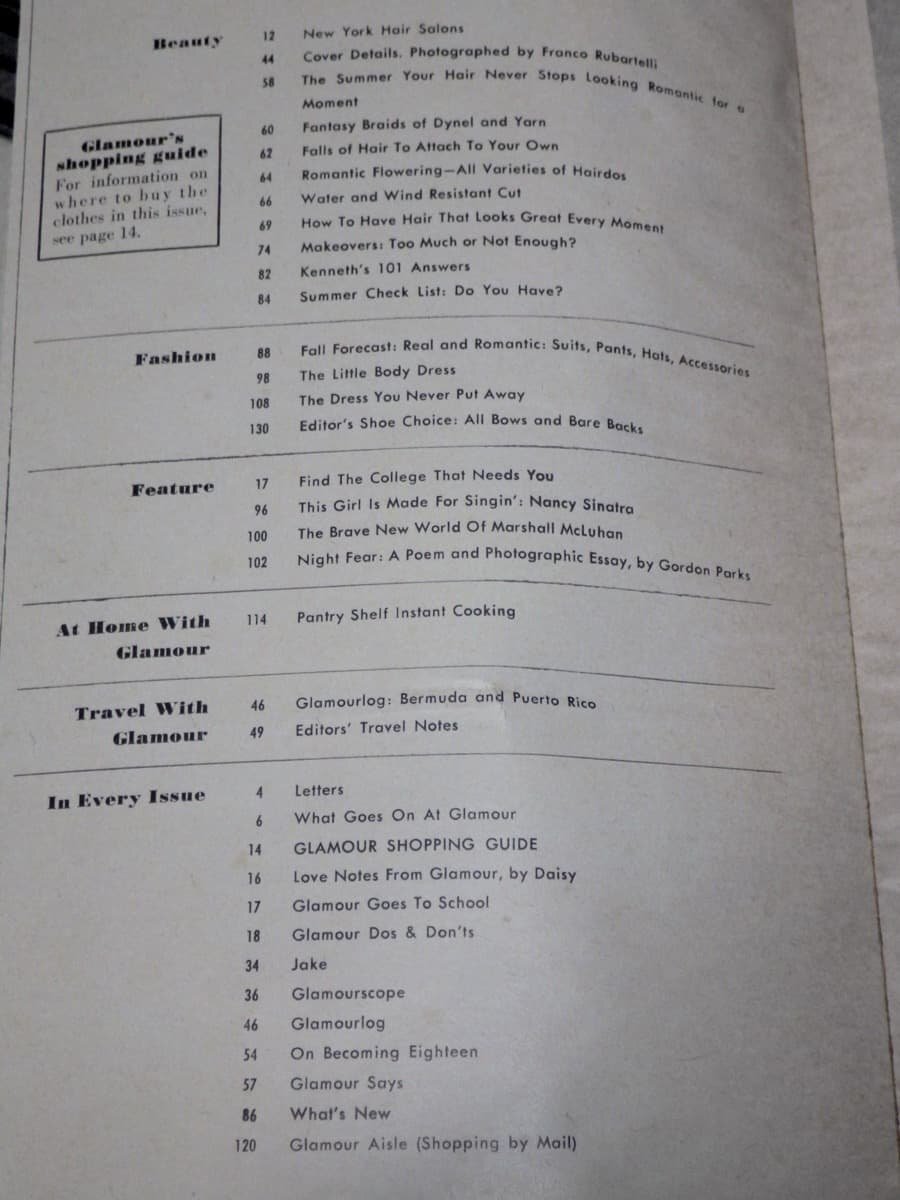 Beauty 12 New York Hair Salons
44 Cover Details. Photographed by Franco Rubartelli
58 The Summer Your Hair Never Stops Looking Romantic for a
Moment
60 Fantasy Braids of Dynel and Yarn
62 Falls of Hair To Attach To Your Own
64 Romantic Flowering—All Varieties of Hairdos
66 Water and Wind Resistant Cut
69 How To Have Hair That Looks Great Every Moment
74 Makeovers: Too Much or Not Enough?
82 Kenneth's 101 Answers
84 Summer Check List: Do You Have?
Glamour's
shopping guide
For information on
where to buy the
clothes in this issue,
see page 14.
Fashion 88 Fall Forecast: Real and Romantic: Suits, Pants, Hats, Accessories
98 The Little Body Dress
108 The Dress You Never Put Away
130 Editor's Shoe Choice: All Bows and Bare Backs
Feature 17 Find The College That Needs You
96 This Girl Is Made For Singin': Nancy Sinatra
100 The Brave New World Of Marshall McLuhan
102 Night Fear: A Poem and Photographic Essay, by Gordon Parks
At Home With 114 Pantry Shelf Instant Cooking
Glamour
Travel With 46 Glamourlog: Bermuda and Puerto Rico
Glamour 49 Editors' Travel Notes
In Every Issue 4 Letters
6 What Goes On At Glamour
14 GLAMOUR SHOPPING GUIDE
16 Love Notes From Glamour, by Daisy
17 Glamour Goes To School
18 Glamour Dos & Don'ts
34 Jake
36 Glamourscope
46 Glamourlog
54 On Becoming Eighteen
57 Glamour Says
86 What's New
120 Glamour Aisle (Shopping by Mail)